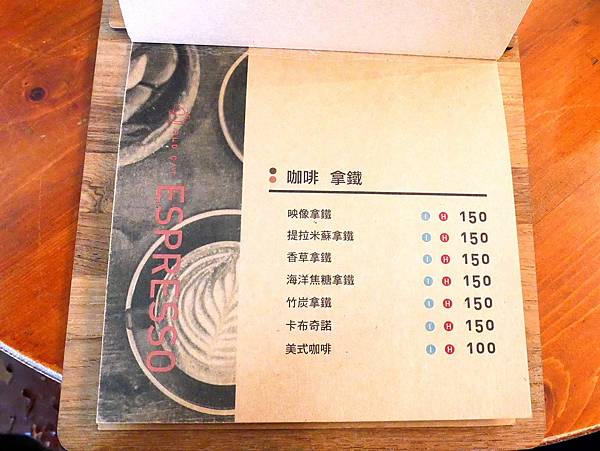 咖啡 拿鐵
映像拿鐵 I H 150
提拉米蘇拿鐵 I H 150
香草拿鐵 I H 150
海洋焦糖拿鐵 I H 150
竹炭拿鐵 I H 150
卡布奇諾 I H 150
美式咖啡 I H 100
ESPRESSO